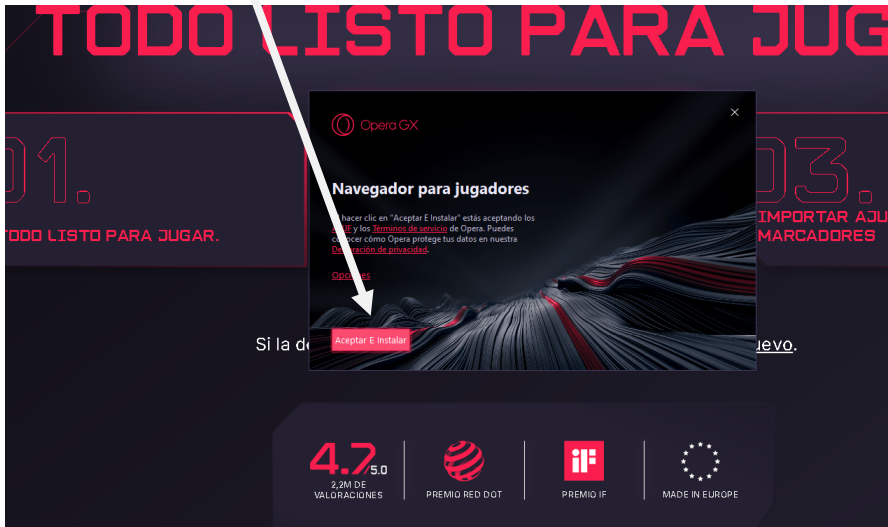 TODO LISTO PARA JUG
01.
TODO LISTO PARA JUGAR.
Opera GX
Navegador para jugadores
hacer clic en "Aceptar E Instalar" estás aceptando los
y los Términos de servicio de Opera. Puedes
cómo Opera protege tus datos en nuestra
de privacidad.
Aceptar E Instalar
03.
IMPORTAR AJU
MARCADORES
Si la de
uevo.
4.7/5.0
2,2M DE
VALORACIONES
PREMIO RED DOT
iF
PREMIO IF
MADE IN EUROPE